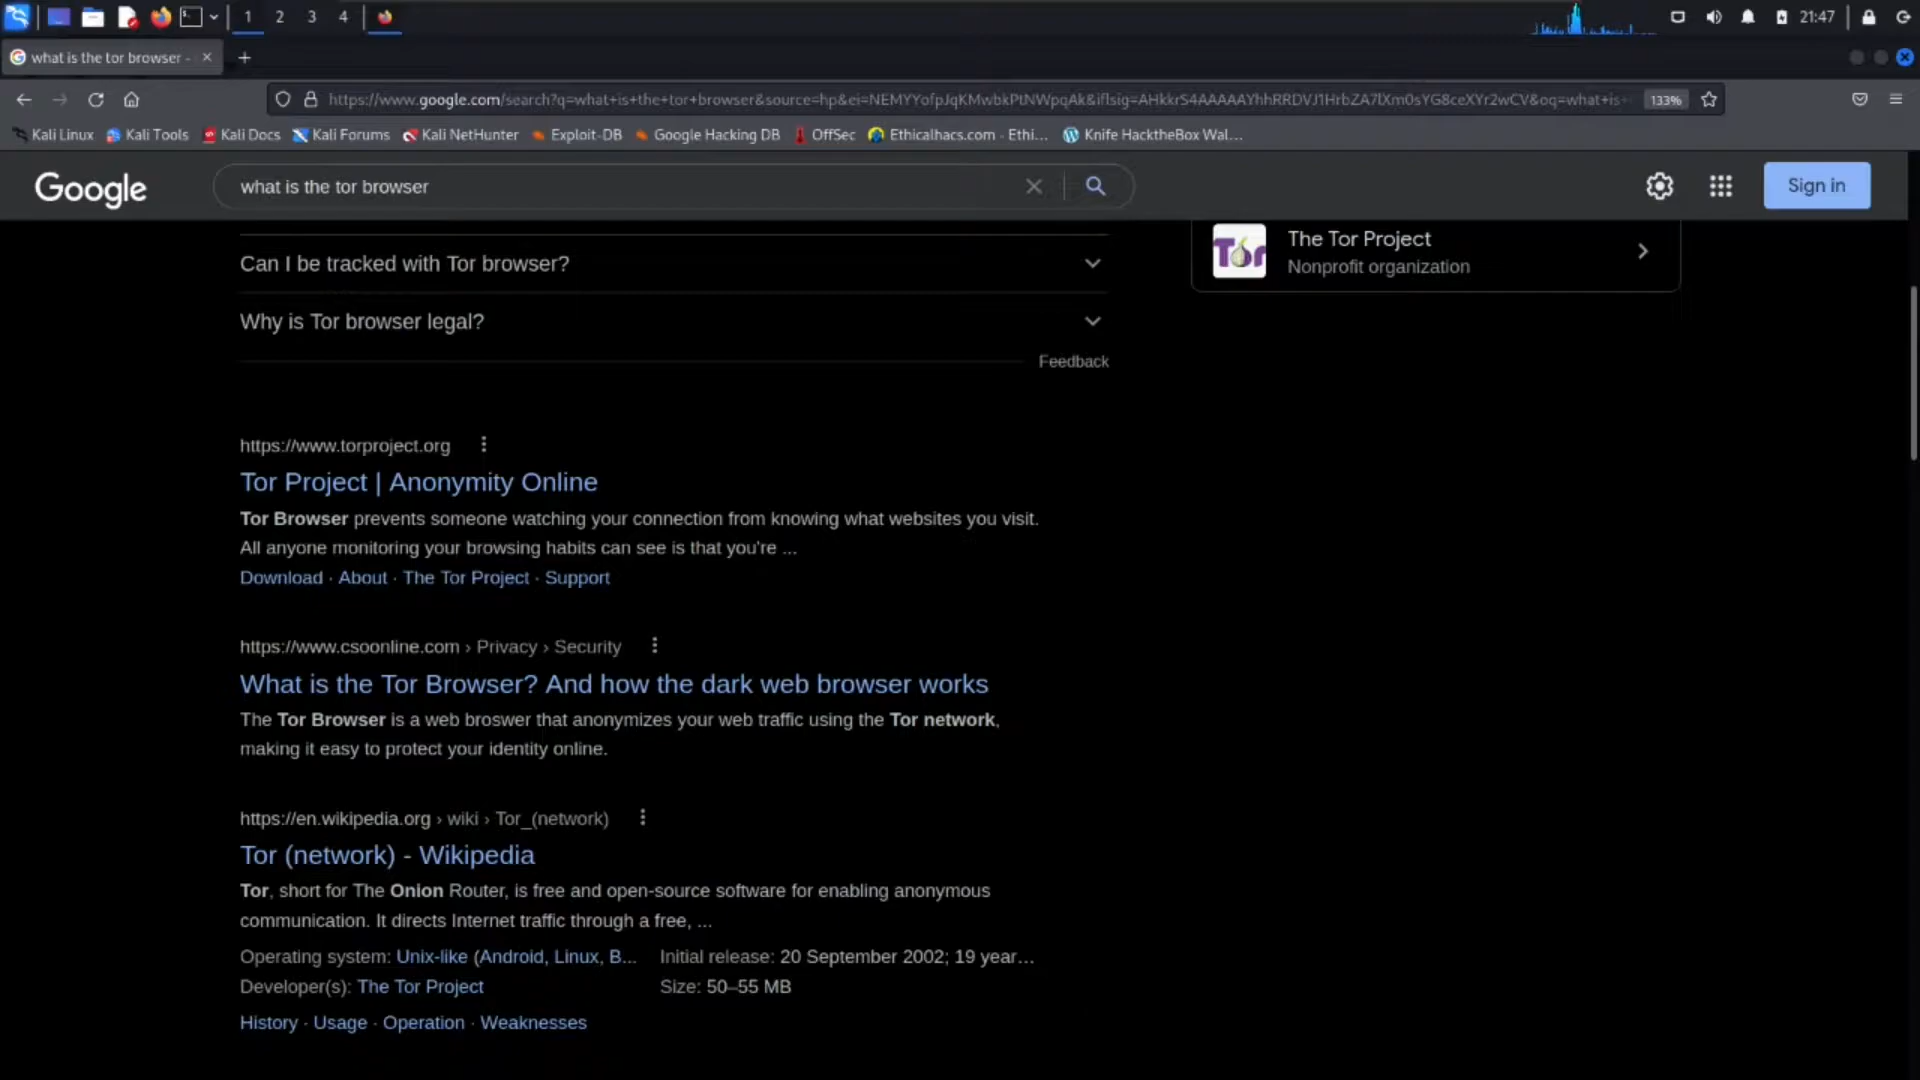 1 2 3 4
21:47
what is the tor browser -
https://www.google.com/search?q=what+is+the+tor+browser&source=hp&ei=NEMYYofpJqKMwbkPtNWpqAk&iflsig=AHkkrS4AAAAAYhhRRDVJ1HrbZA7lXm0sYG8ceXYr2wCV&oq=what+is+
133%
Kali Linux Kali Tools Kali Docs Kali Forums Kali NetHunter Exploit-DB Google Hacking DB OffSec Ethicalhacs.com - Ethi... Knife HacktheBox Wal...
Google
what is the tor browser
Sign in
Can I be tracked with Tor browser?
Why is Tor browser legal?
Feedback
Tor
The Tor Project
Nonprofit organization
https://www.torproject.org
Tor Project | Anonymity Online
Tor Browser prevents someone watching your connection from knowing what websites you visit.
All anyone monitoring your browsing habits can see is that you're ...
Download · About · The Tor Project · Support
https://www.csoonline.com › Privacy › Security
What is the Tor Browser? And how the dark web browser works
The Tor Browser is a web broswer that anonymizes your web traffic using the Tor network,
making it easy to protect your identity online.
https://en.wikipedia.org › wiki › Tor_(network)
Tor (network) - Wikipedia
Tor, short for The Onion Router, is free and open-source software for enabling anonymous
communication. It directs Internet traffic through a free, ...
Operating system: Unix-like (Android, Linux, B... Initial release: 20 September 2002; 19 year...
Developer(s): The Tor Project Size: 50–55 MB
History · Usage · Operation · Weaknesses